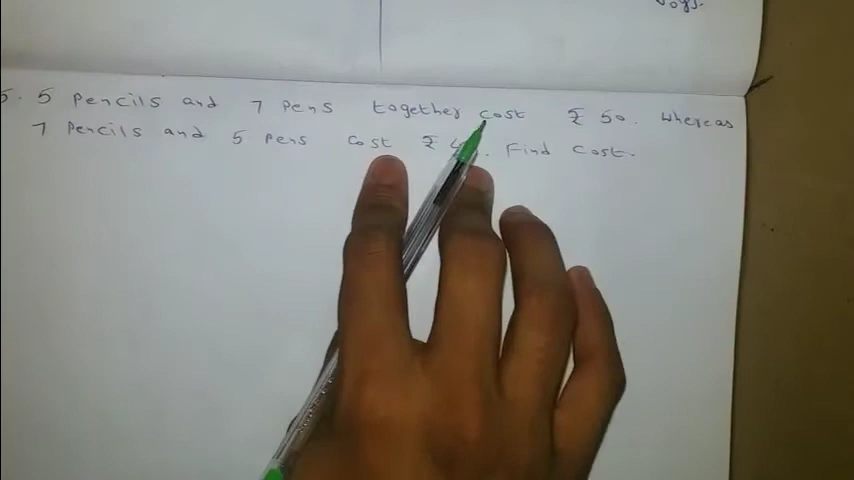 5. 5 Pencils and 7 Pens together cost ₹ 50. Whereas
7 Pencils and 5 pens cost ₹ . Find cost.